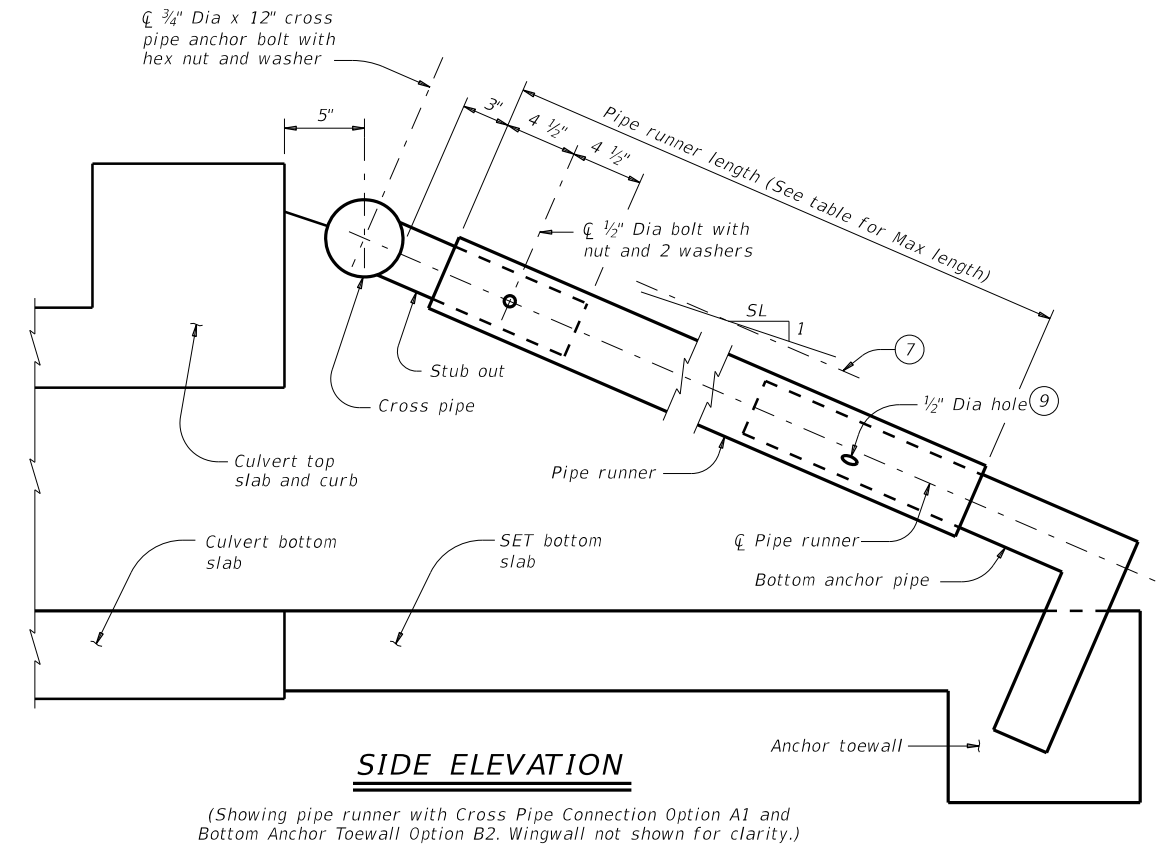 ℄ ¾" Dia x 12" cross
pipe anchor bolt with
hex nut and washer
5"
3"
4 ½"
4 ½"
Pipe runner length (See table for Max length)
℄ ½" Dia bolt with
nut and 2 washers
SL
1
7
Stub out
Cross pipe
½" Dia hole 9
Culvert top
slab and curb
Pipe runner
Culvert bottom
slab
SET bottom
slab
℄ Pipe runner
Bottom anchor pipe
Anchor toewall
SIDE ELEVATION
(Showing pipe runner with Cross Pipe Connection Option A1 and
Bottom Anchor Toewall Option B2. Wingwall not shown for clarity.)